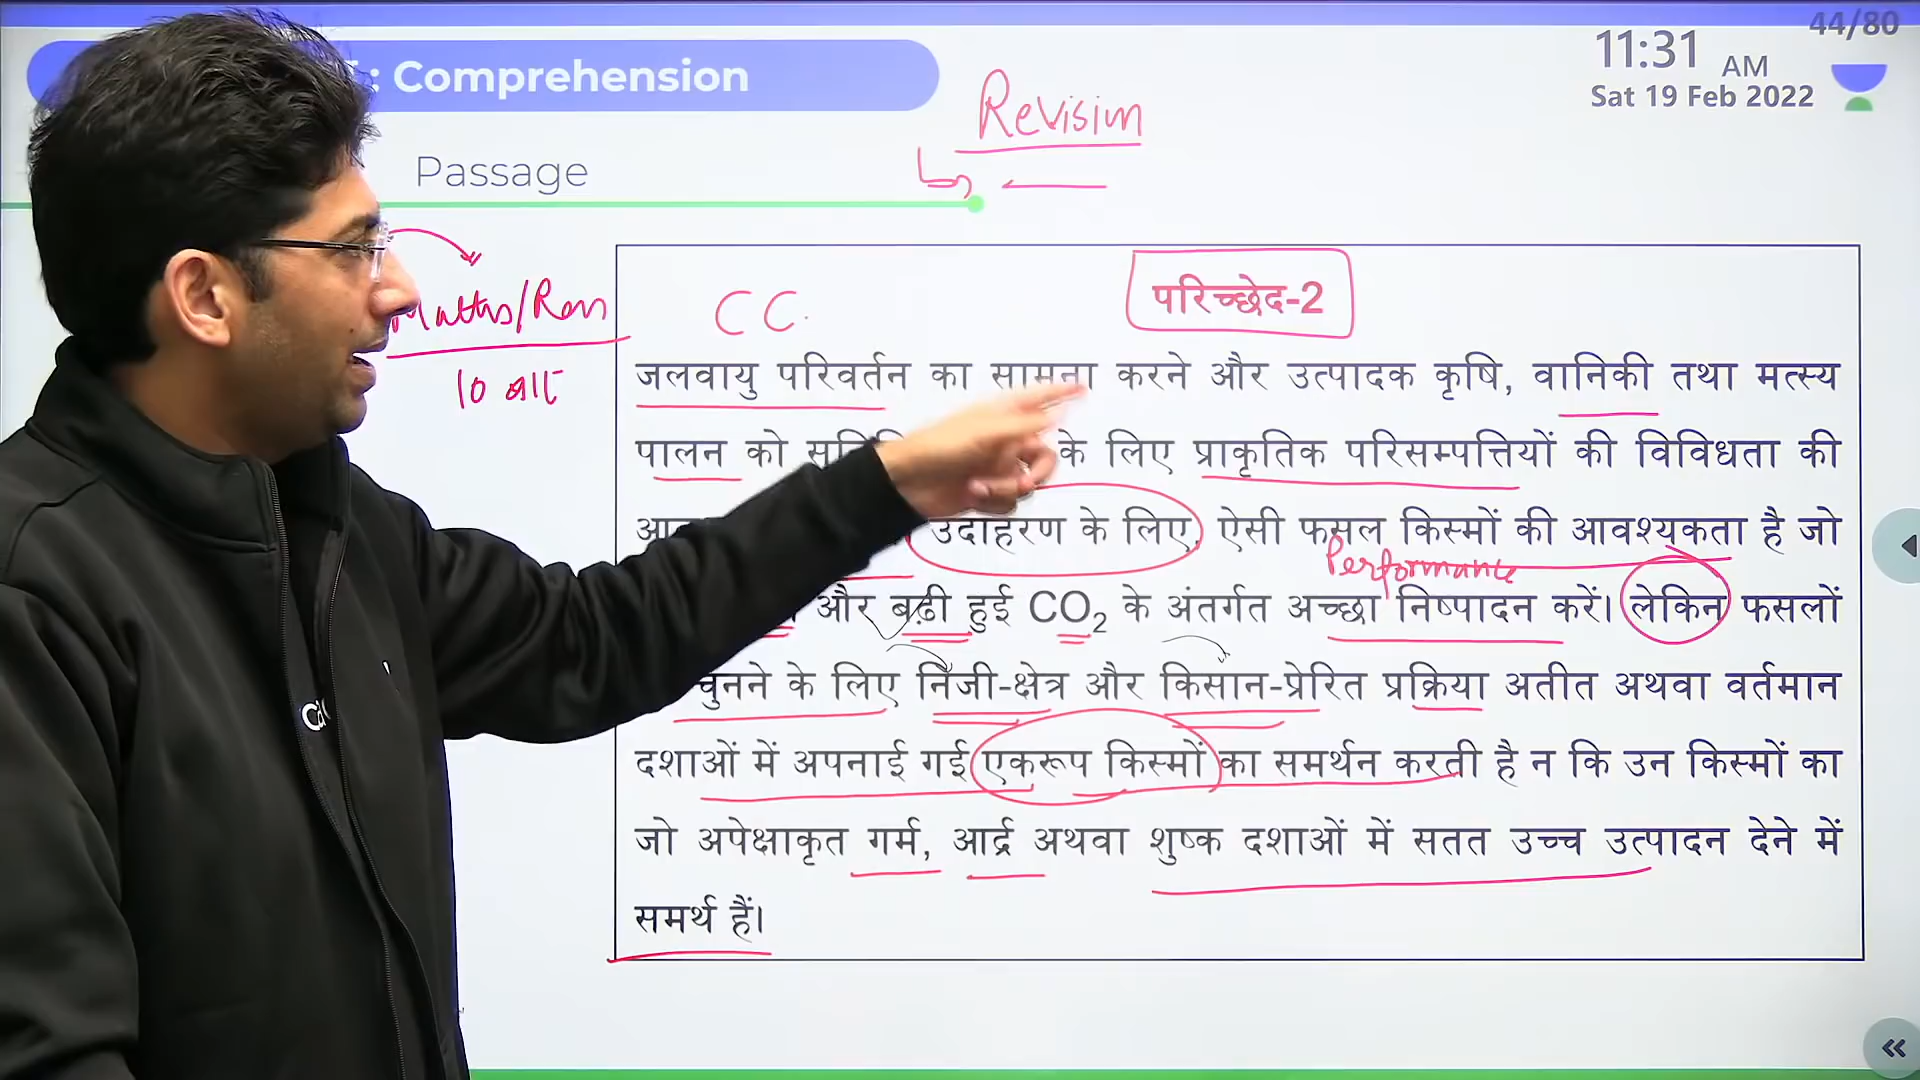 44/80
11:31 AM
Sat 19 Feb 2022
: Comprehension
Revisim
Passage
Maths/Ren
10
CC.
परिच्छेद-2
जलवायु परिवर्तन का सामना करने और उत्पादक कृषि, वानिकी तथा मत्स्य
पालन को के लिए प्राकृतिक परिसम्पत्तियों की विविधता की
उदाहरण के लिए, ऐसी फसल किस्मों की आवश्यकता है जो
Performance
और बढ़ी हुई CO₂ के अंतर्गत अच्छा निष्पादन करें। लेकिन फसलों
चुनने के लिए निजी-क्षेत्र और किसान-प्रेरित प्रक्रिया अतीत अथवा वर्तमान
दशाओं में अपनाई गई एकरूप किस्मों का समर्थन करती है न कि उन किस्मों का
जो अपेक्षाकृत गर्म, आर्द्र अथवा शुष्क दशाओं में सतत उच्च उत्पादन देने में
समर्थ हैं।